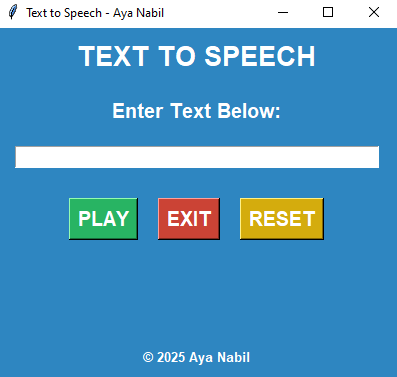 Text to Speech - Aya Nabil
TEXT TO SPEECH
Enter Text Below:
PLAY EXIT RESET
© 2025 Aya Nabil